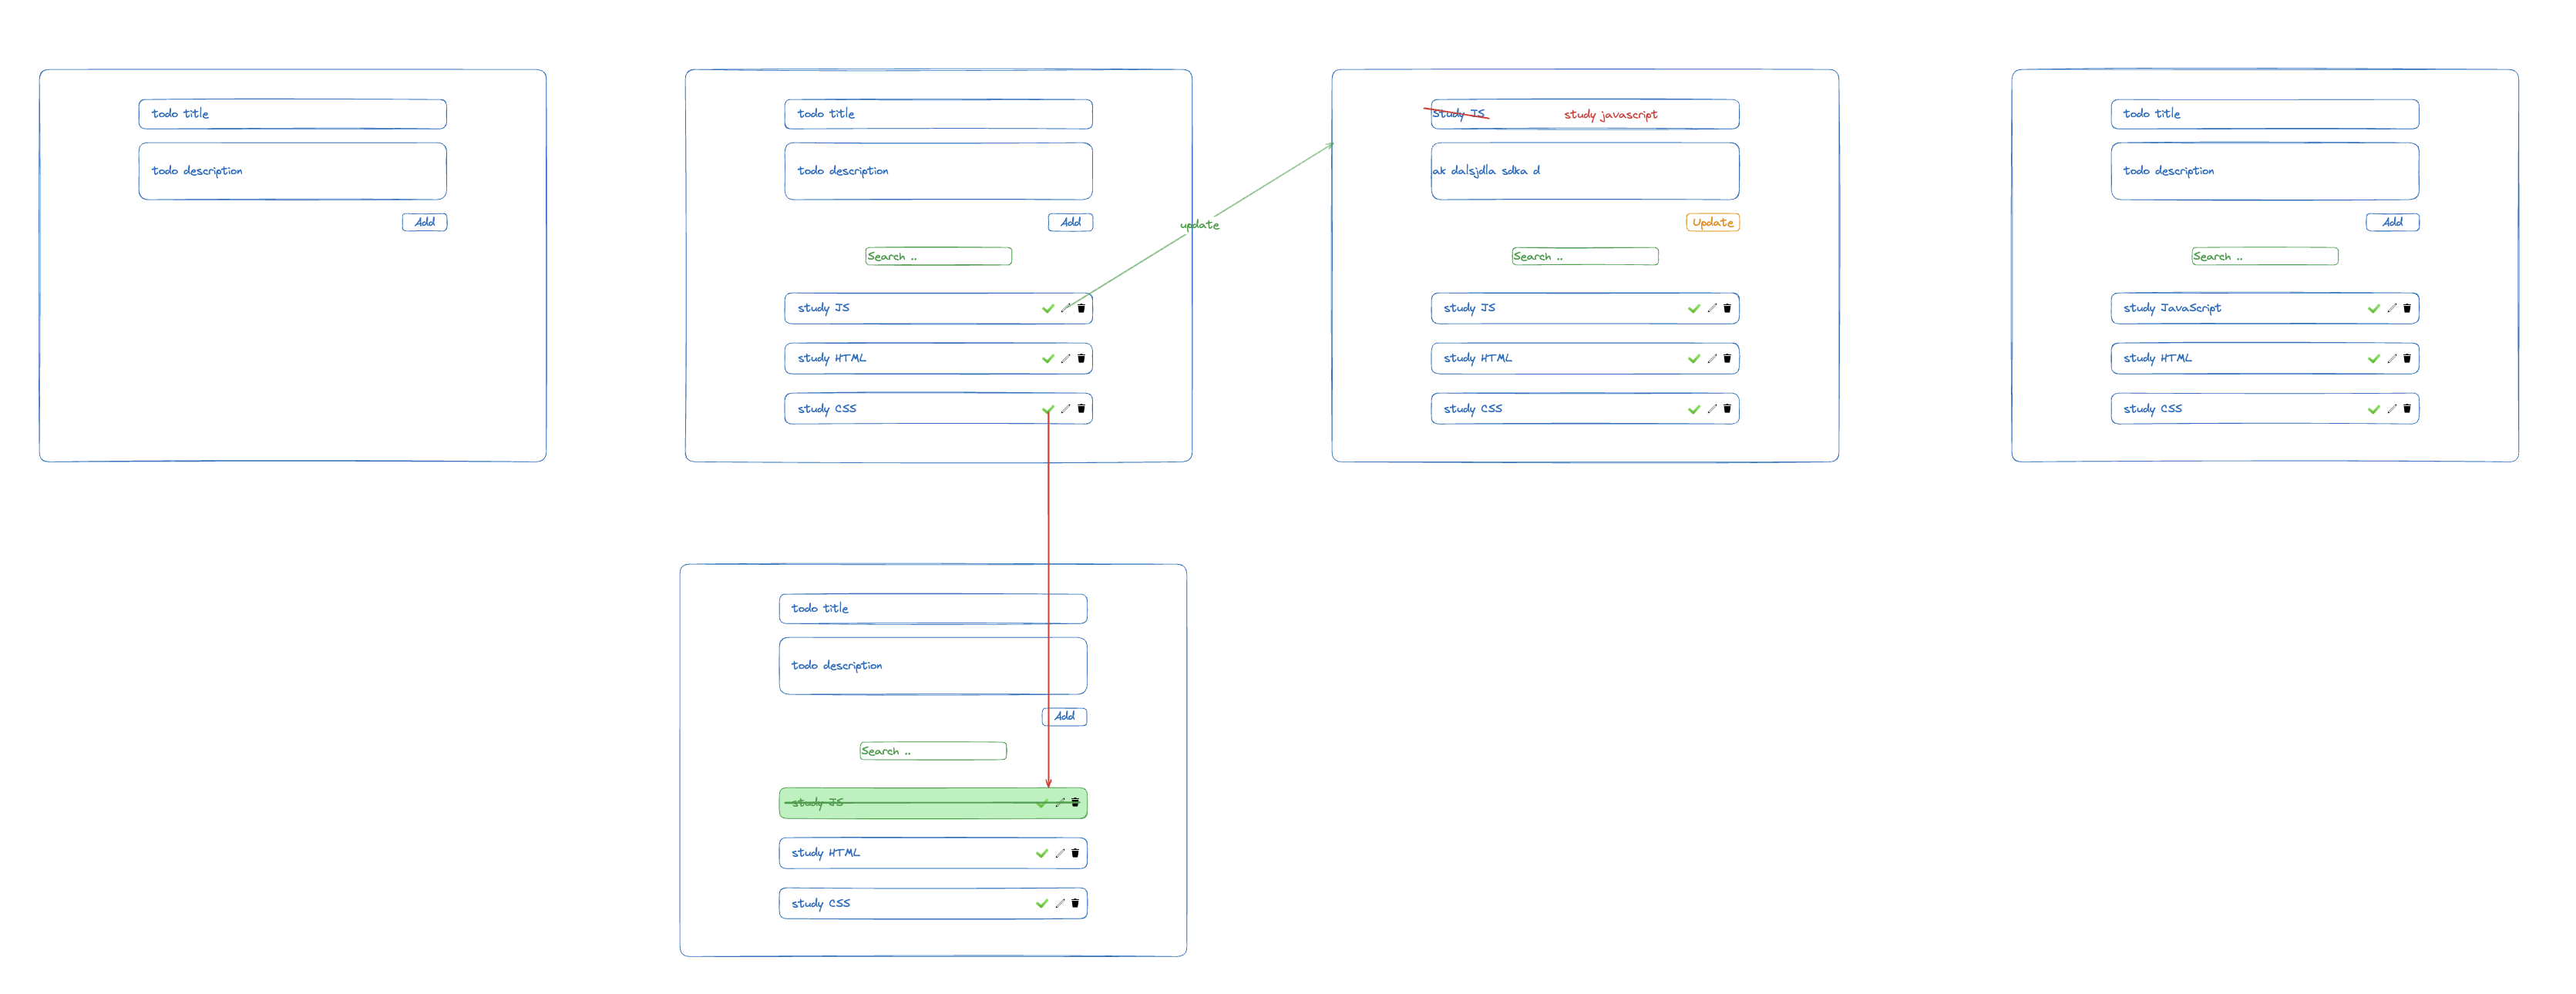 todo title
todo description
Add
todo title
todo description
Add
Search ..
study JS
study HTML
study CSS
update
Study JS
study javascript
ak dalsjdla sdka d
Update
Search ..
study JS
study HTML
study CSS
todo title
todo description
Add
Search ..
study JavaScript
study HTML
study CSS
todo title
todo description
Add
Search ..
study JS
study HTML
study CSS